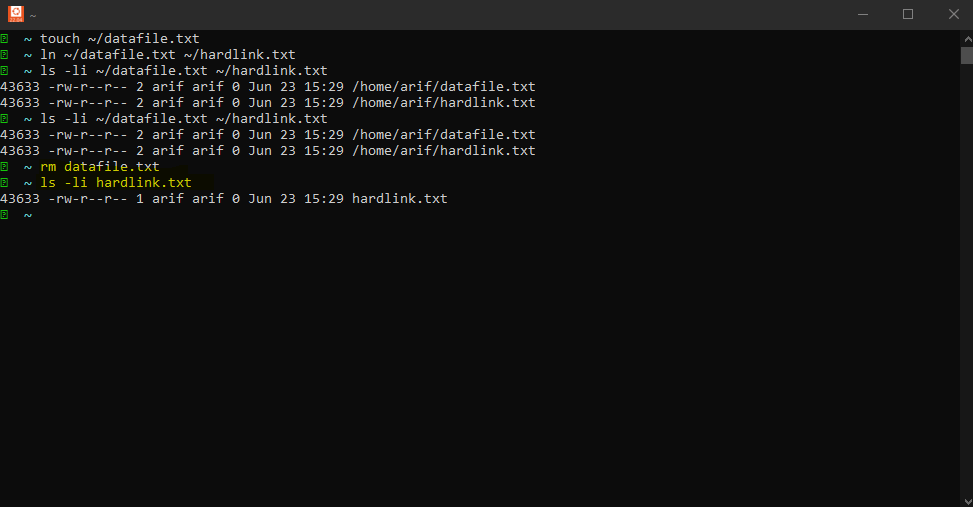 ~
~ touch ~/datafile.txt
~ ln ~/datafile.txt ~/hardlink.txt
~ ls -li ~/datafile.txt ~/hardlink.txt
43633 -rw-r--r-- 2 arif arif 0 Jun 23 15:29 /home/arif/datafile.txt
43633 -rw-r--r-- 2 arif arif 0 Jun 23 15:29 /home/arif/hardlink.txt
~ ls -li ~/datafile.txt ~/hardlink.txt
43633 -rw-r--r-- 2 arif arif 0 Jun 23 15:29 /home/arif/datafile.txt
43633 -rw-r--r-- 2 arif arif 0 Jun 23 15:29 /home/arif/hardlink.txt
~ rm datafile.txt
~ ls -li hardlink.txt
43633 -rw-r--r-- 1 arif arif 0 Jun 23 15:29 hardlink.txt
~